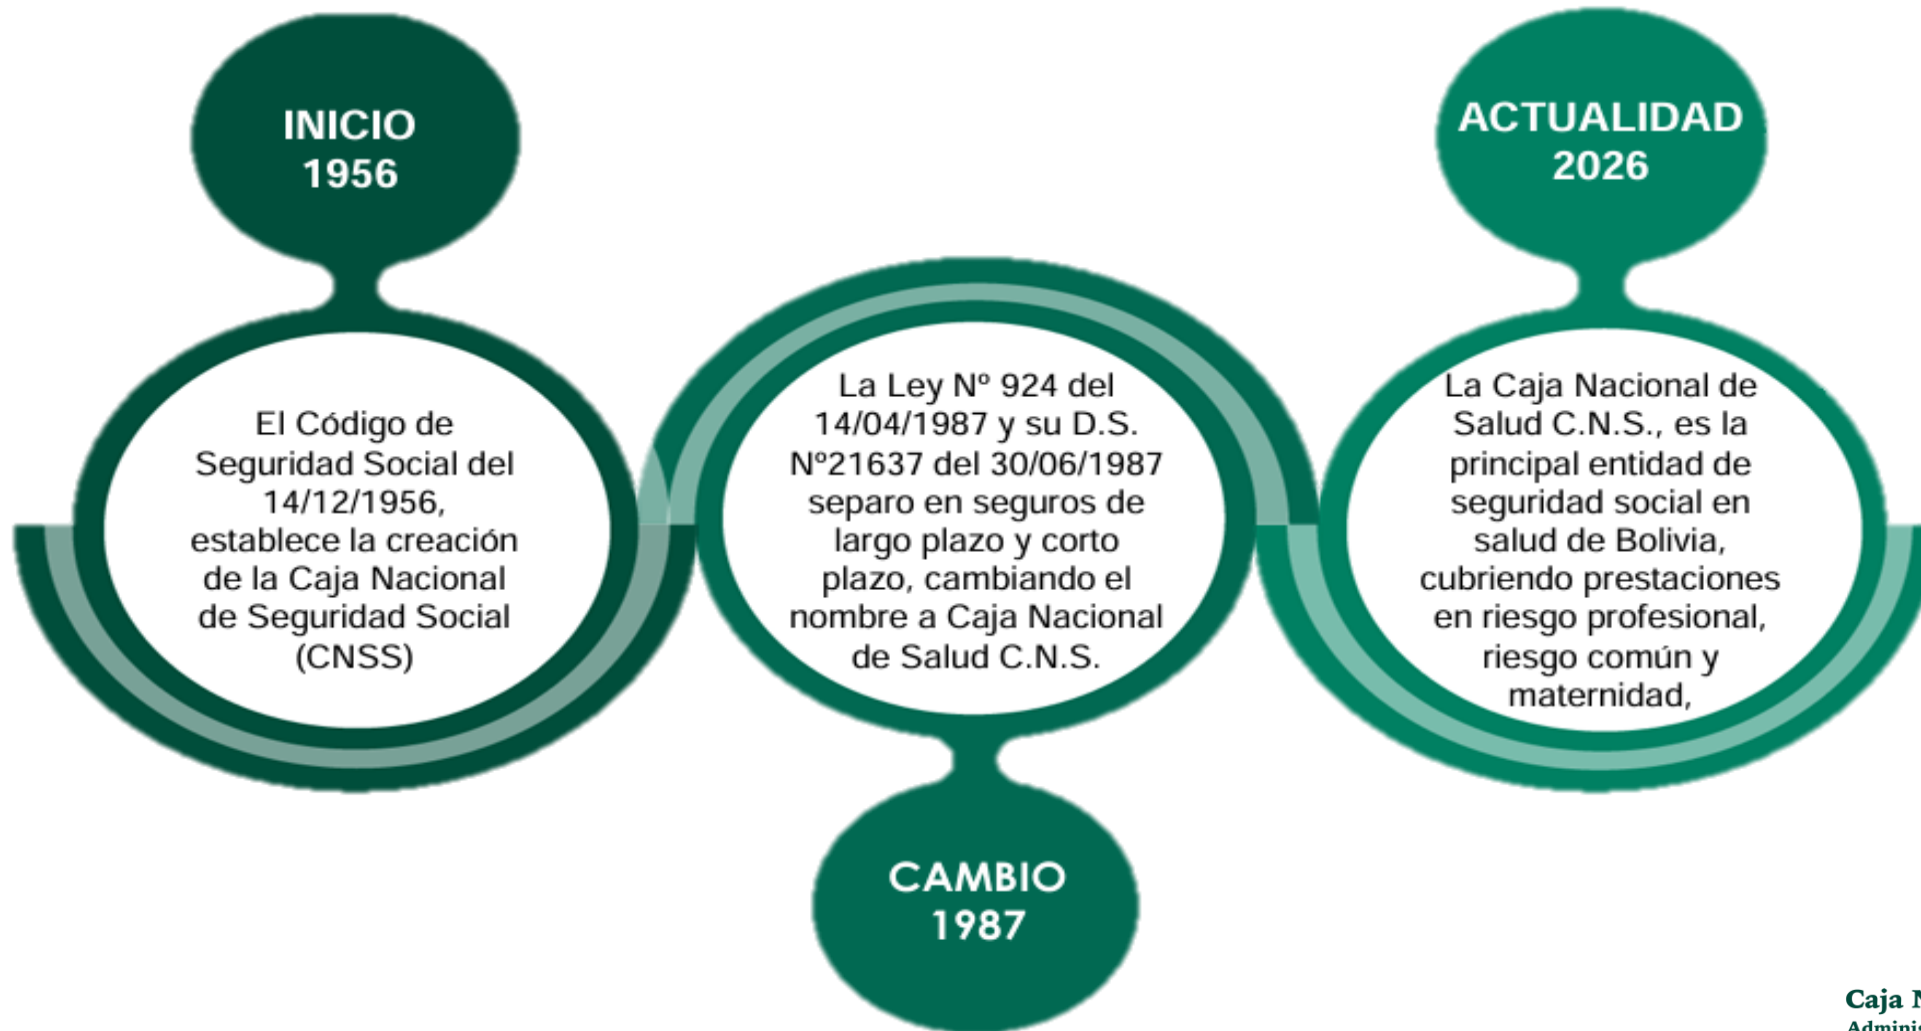 INICIO
1956
El Código de
Seguridad Social del
14/12/1956,
establece la creación
de la Caja Nacional
de Seguridad Social
(CNSS)
La Ley Nº 924 del
14/04/1987 y su D.S.
Nº21637 del 30/06/1987
separo en seguros de
largo plazo y corto
plazo, cambiando el
nombre a Caja Nacional
de Salud C.N.S.
CAMBIO
1987
ACTUALIDAD
2026
La Caja Nacional de
Salud C.N.S., es la
principal entidad de
seguridad social en
salud de Bolivia,
cubriendo prestaciones
en riesgo profesional,
riesgo común y
maternidad,
Caja